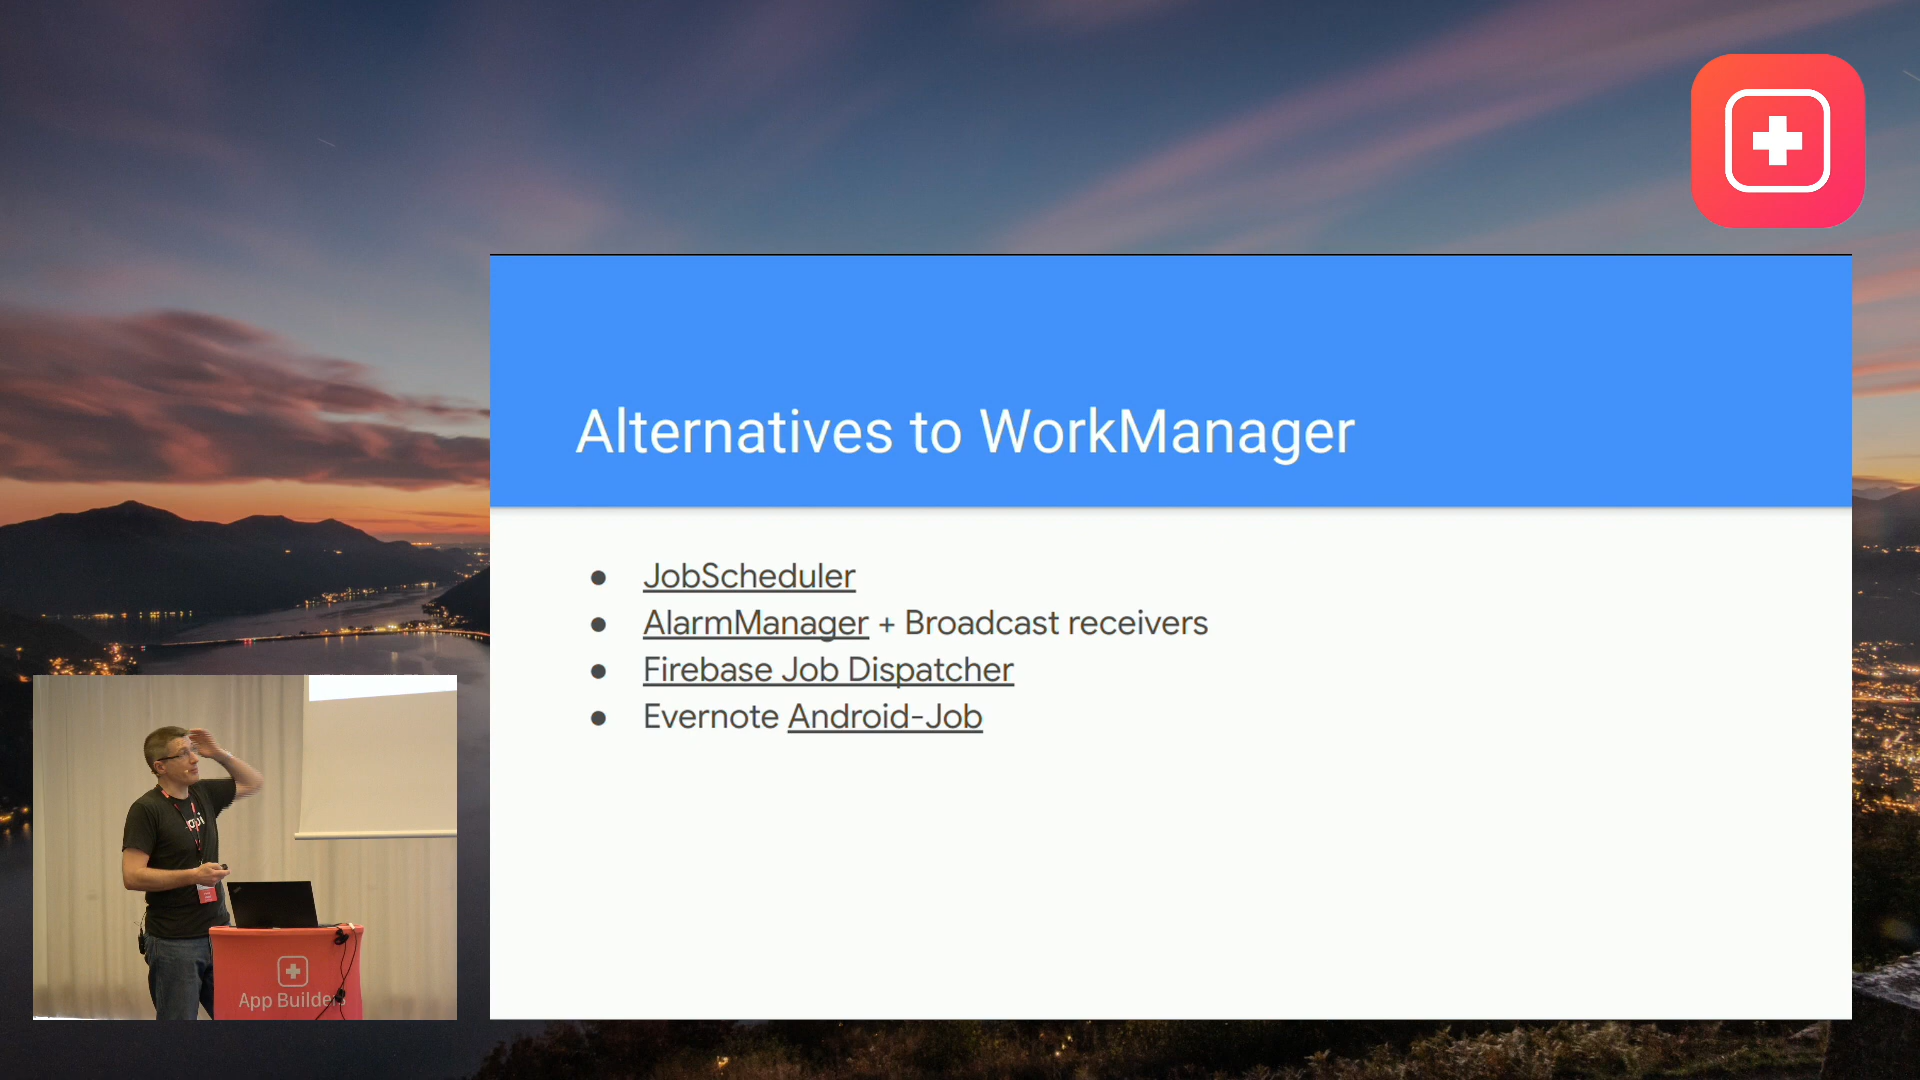 Alternatives to WorkManager
JobScheduler
AlarmManager + Broadcast receivers
Firebase Job Dispatcher
Evernote Android-Job
App Builders